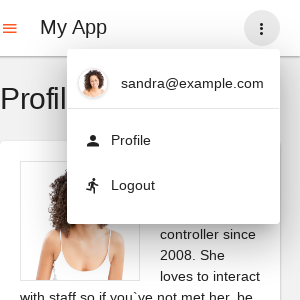 My App
sandra@example.com
Profil
Profile
Logout
controller since
2008. She
loves to interact
with staff so if you`ve not met her, be